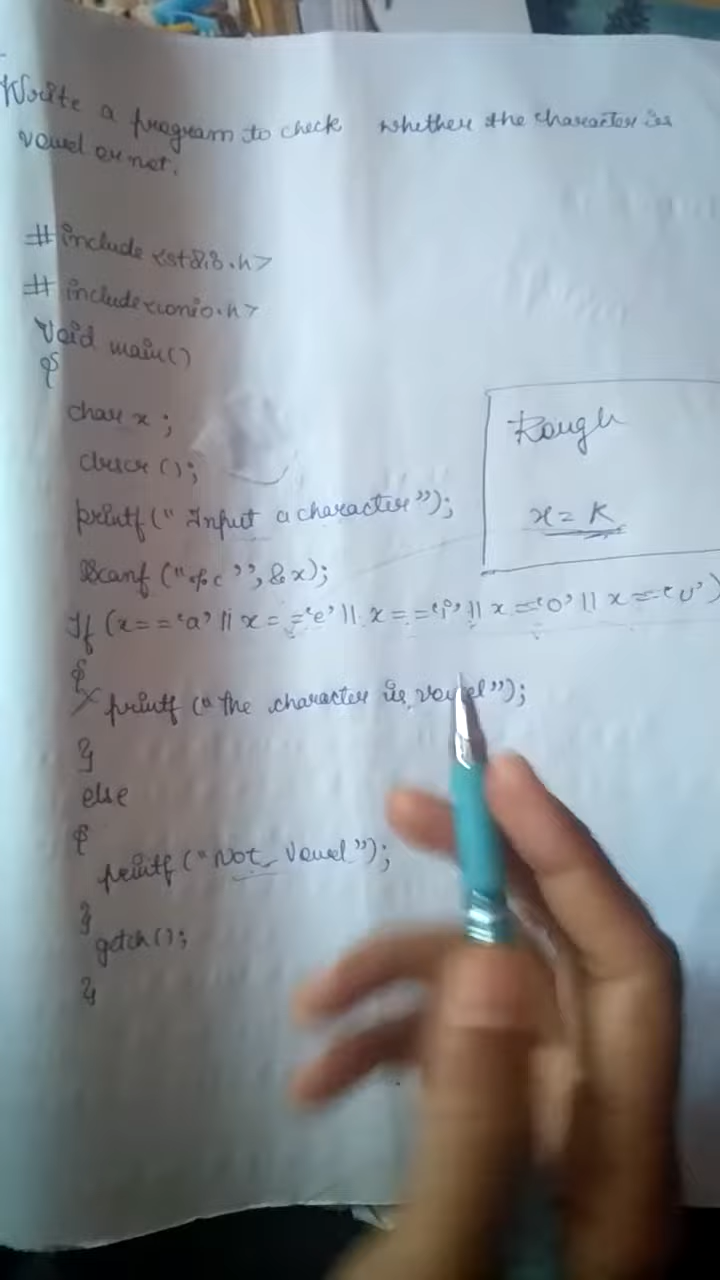 Write a program to check whether the character is
vowel or not.
# include <stdio.h>
# include <conio.h>
Void main()
{
char x ;
clrscr ();
printf (" Input a character");
Scanf ("%c", &x);
If (x=='a' || x=='e' || x=='i' || x=='o' || x=='u')
{
printf ("the character is vowel");
}
else
{
printf ("Not Vowel");
}
getch ();
}
Rough
x = K